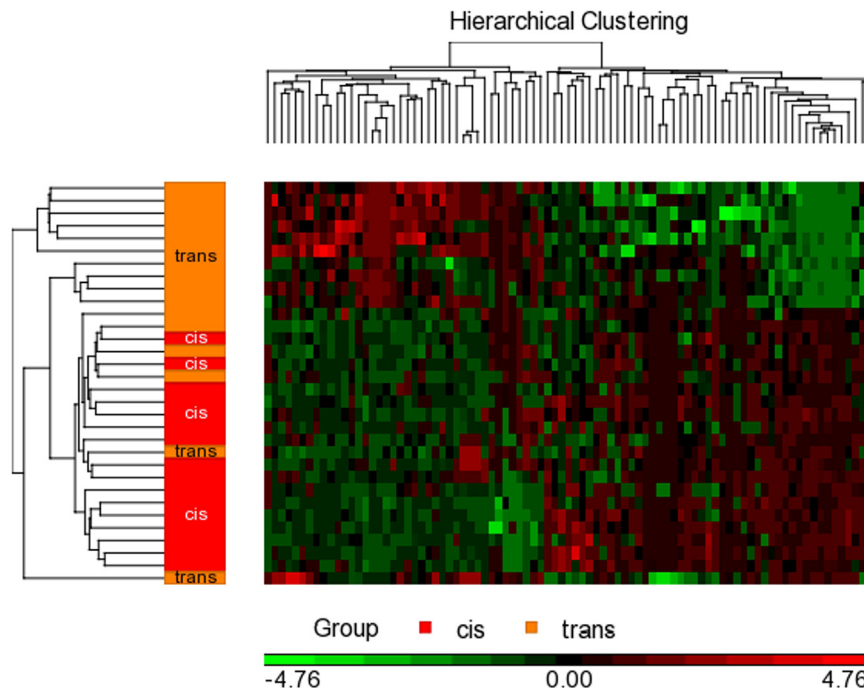 Hierarchical Clustering
trans
cis
cis
cis
trans
cis
trans
Group cis trans
-4.76 0.00 4.76